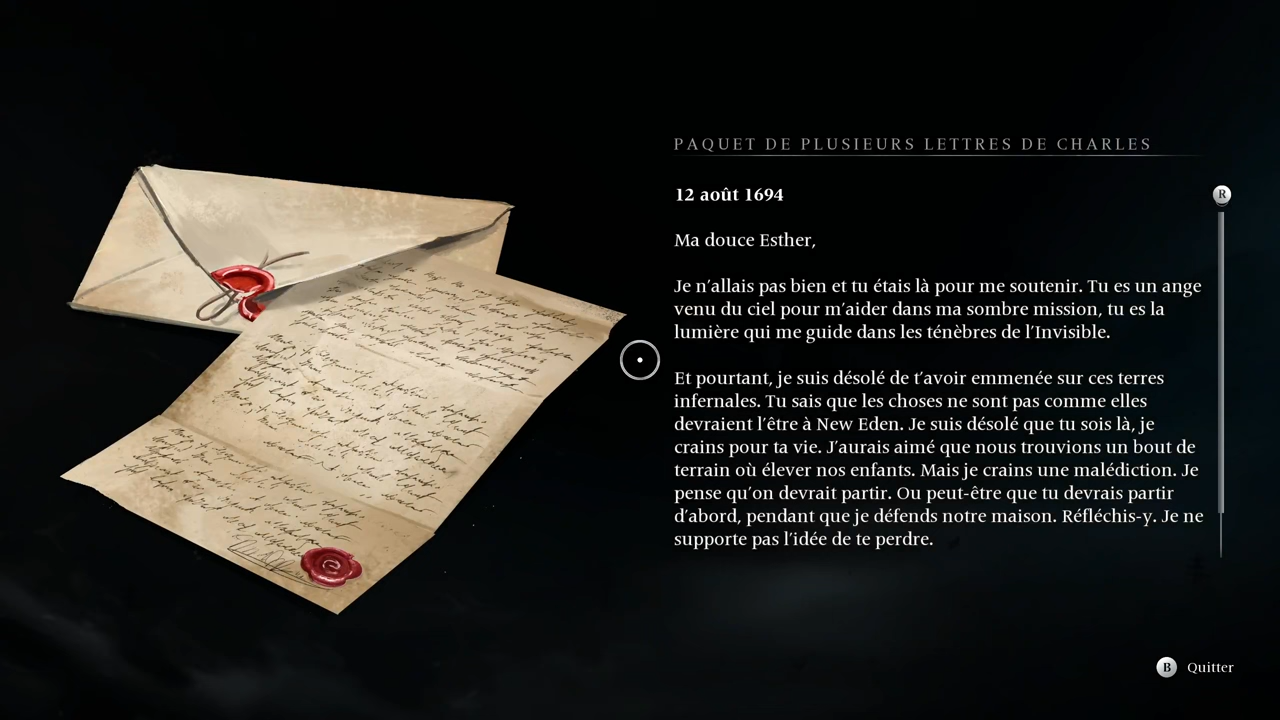 PAQUET DE PLUSIEURS LETTRES DE CHARLES
12 août 1694
R
Ma douce Esther,
Je n'allais pas bien et tu étais là pour me soutenir. Tu es un ange
venu du ciel pour m'aider dans ma sombre mission, tu es la
lumière qui me guide dans les ténèbres de l'Invisible.
Et pourtant, je suis désolé de t'avoir emmenée sur ces terres
infernales. Tu sais que les choses ne sont pas comme elles
devraient l'être à New Eden. Je suis désolé que tu sois là, je
crains pour ta vie. J'aurais aimé que nous trouvions un bout de
terrain où élever nos enfants. Mais je crains une malédiction. Je
pense qu'on devrait partir. Ou peut-être que tu devrais partir
d'abord, pendant que je défends notre maison. Réfléchis-y. Je ne
supporte pas l'idée de te perdre.
B Quitter